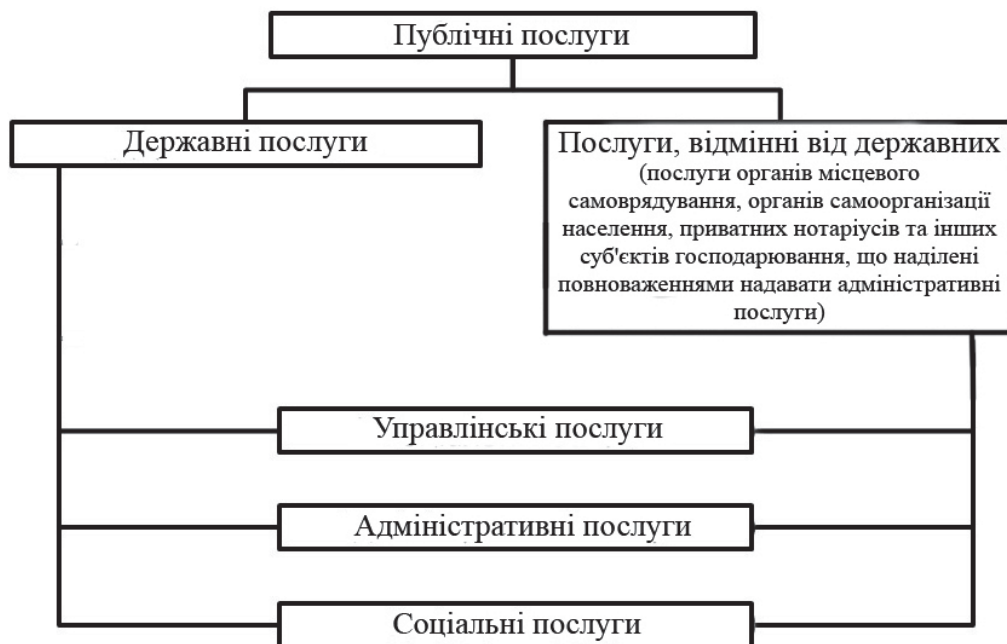 Публічні послуги
Державні послуги
Послуги, відмінні від державних
(послуги органів місцевого
самоврядування, органів самоорганізації
населення, приватних нотаріусів та інших
суб'єктів господарювання, що наділені
повноваженнями надавати адміністративні
послуги)
Управлінські послуги
Адміністративні послуги
Соціальні послуги